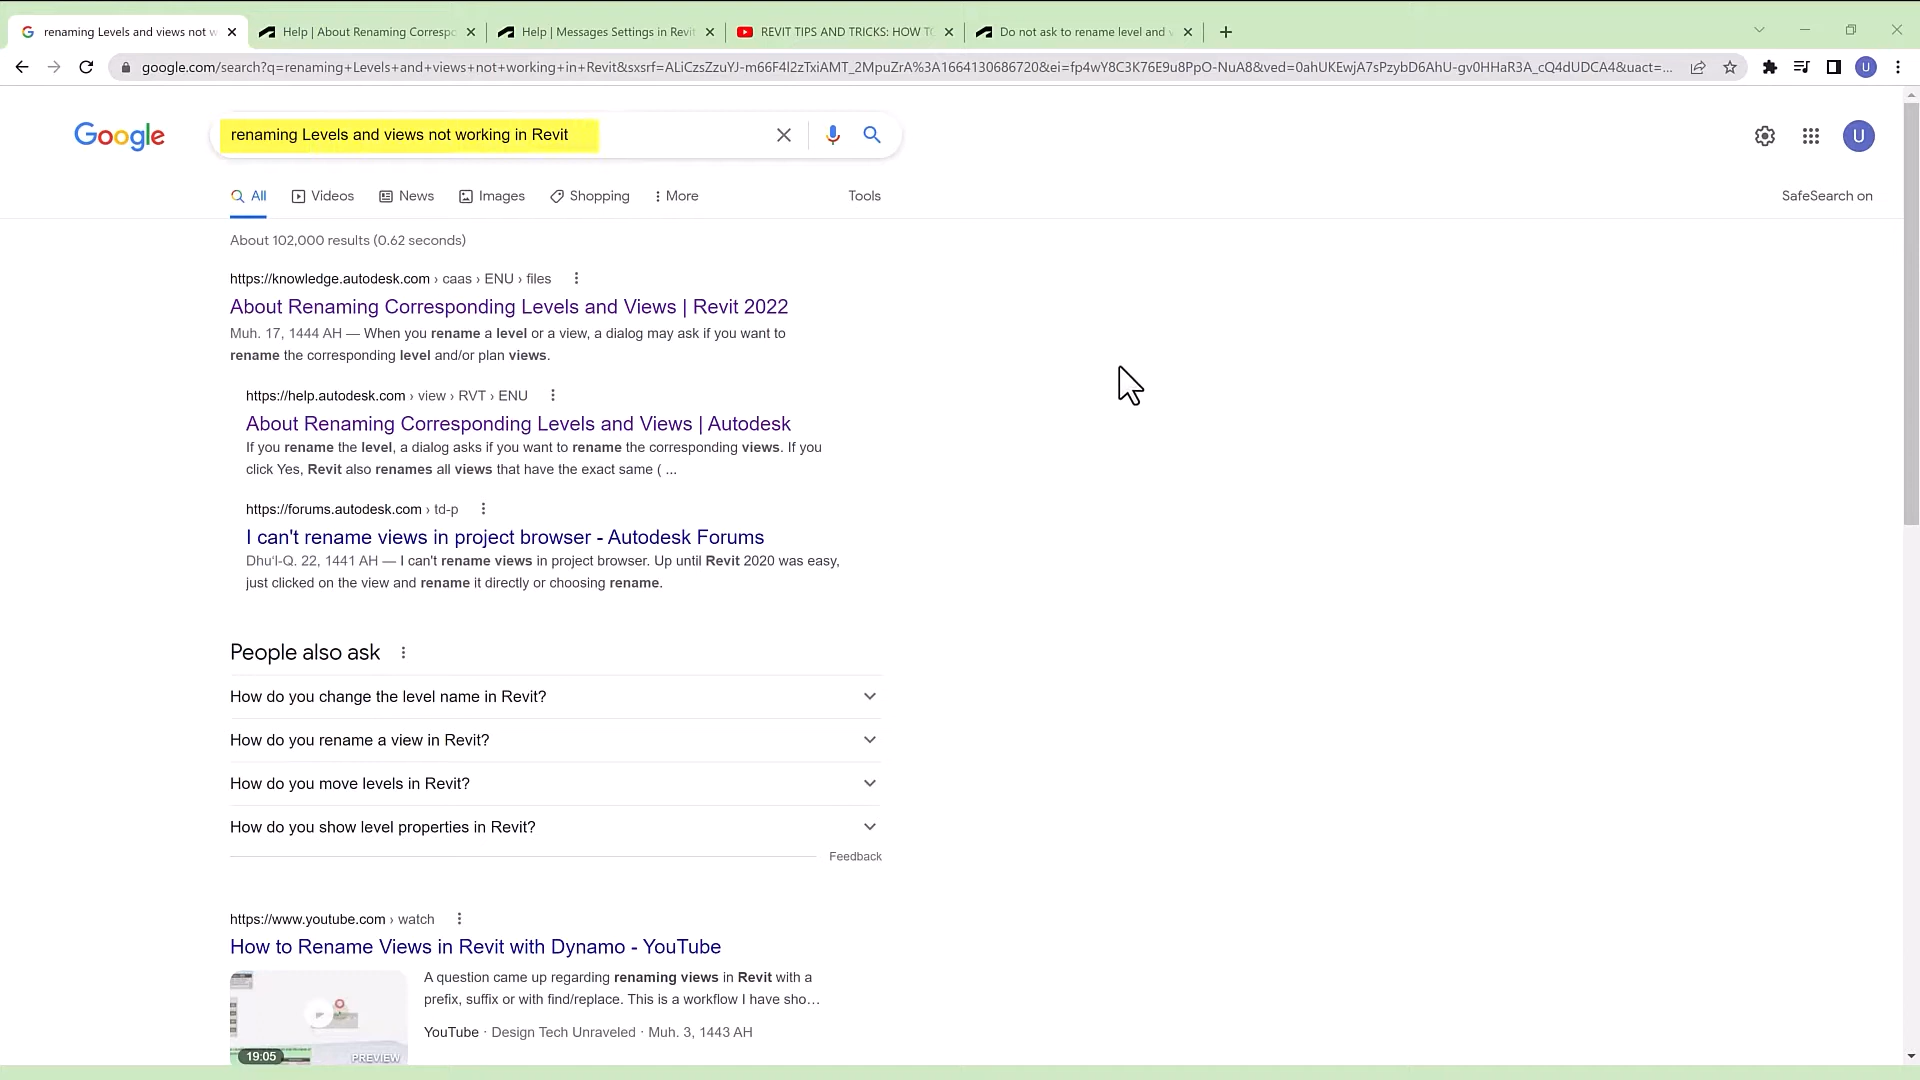 renaming Levels and views not w
Help | About Renaming Correspo
Help | Messages Settings in Revit
REVIT TIPS AND TRICKS: HOW TO
Do not ask to rename level and v
google.com/search?q=renaming+Levels+and+views+not+working+in+Revit&sxsrf=ALiCzsZzuYJ-m66F4l2zTxiAMT_2MpuZrA%3A1664130686720&ei=fp4wY8C3K76E9u8PpO-NuA8&ved=0ahUKEwjA7sPzybD6AhU-gv0HHaR3A_cQ4dUDCA4&uact=...
U
Google
renaming Levels and views not working in Revit
U
All
Videos
News
Images
Shopping
More
Tools
SafeSearch on
About 102,000 results (0.62 seconds)
https://knowledge.autodesk.com › caas › ENU › files
About Renaming Corresponding Levels and Views | Revit 2022
Muh. 17, 1444 AH — When you rename a level or a view, a dialog may ask if you want to
rename the corresponding level and/or plan views.
https://help.autodesk.com › view › RVT › ENU
About Renaming Corresponding Levels and Views | Autodesk
If you rename the level, a dialog asks if you want to rename the corresponding views. If you
click Yes, Revit also renames all views that have the exact same ( ...
https://forums.autodesk.com › td-p
I can't rename views in project browser - Autodesk Forums
Dhuʻl-Q. 22, 1441 AH — I can't rename views in project browser. Up until Revit 2020 was easy,
just clicked on the view and rename it directly or choosing rename.
People also ask
How do you change the level name in Revit?
How do you rename a view in Revit?
How do you move levels in Revit?
How do you show level properties in Revit?
Feedback
https://www.youtube.com › watch
How to Rename Views in Revit with Dynamo - YouTube
A question came up regarding renaming views in Revit with a
prefix, suffix or with find/replace. This is a workflow I have sho...
YouTube · Design Tech Unraveled · Muh. 3, 1443 AH
19:05
PREVIEW